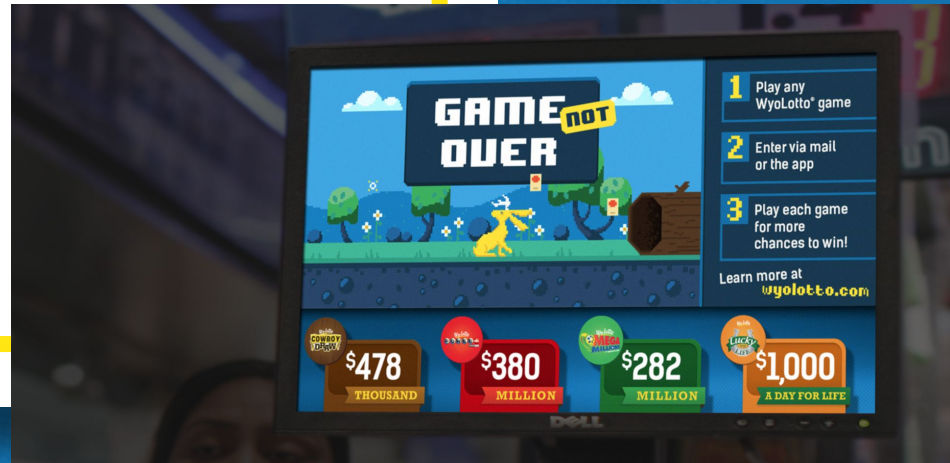 GAME
NOT
OVER
1 Play any
WyoLotto® game
2 Enter via mail
or the app
3 Play each game
for more
chances to win!
Learn more at
wyolotto.com
COWBOY
DRAW
$478
THOUSAND
$380
MILLION
MEGA
MILLIONS
$282
MILLION
Lucky
$1,000
A DAY FOR LIFE
DELL